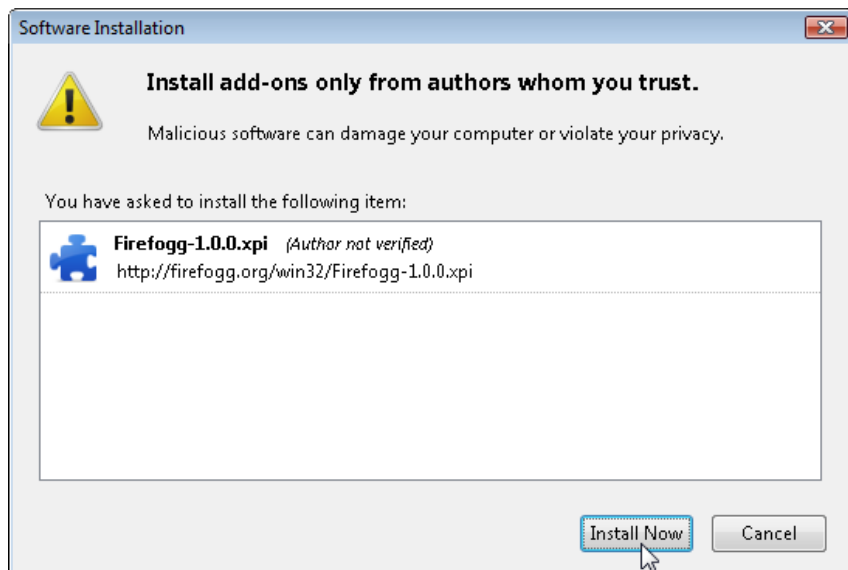 Software Installation
Install add-ons only from authors whom you trust.
Malicious software can damage your computer or violate your privacy.
You have asked to install the following item:
Firefogg-1.0.0.xpi (Author not verified)
http://firefogg.org/win32/Firefogg-1.0.0.xpi
Install Now Cancel